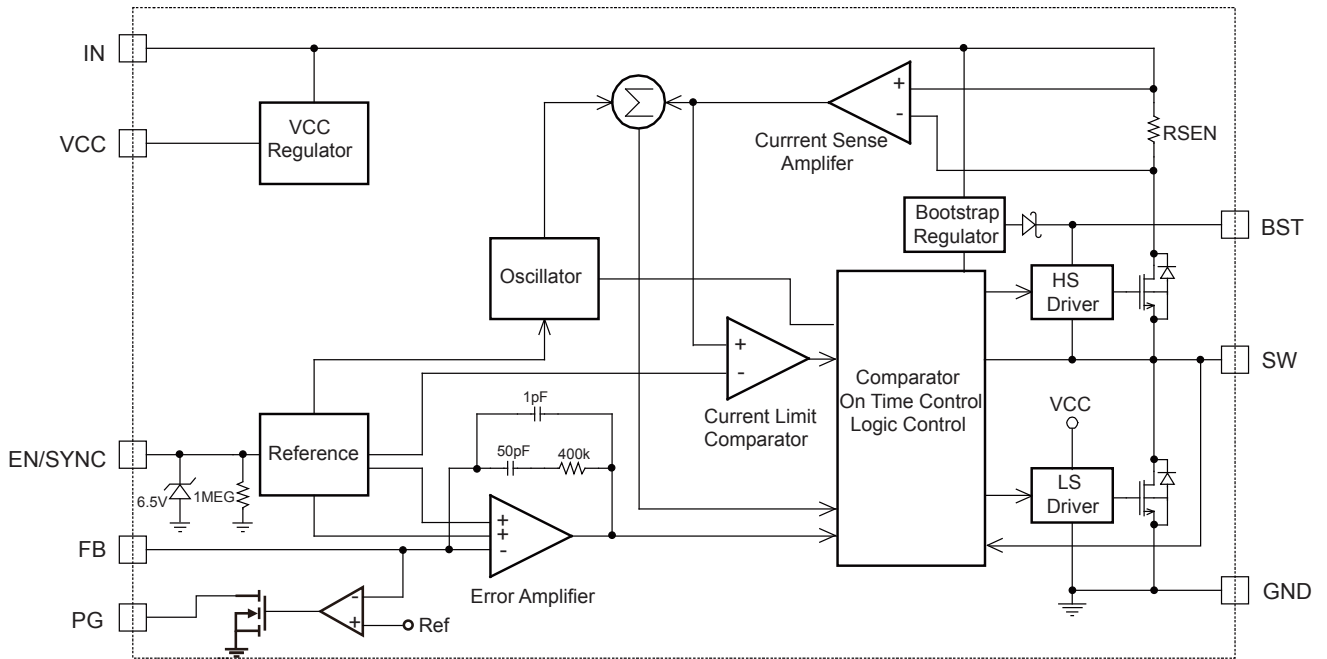 IN
VCC
VCC
Regulator
Σ
+
-
Currrent Sense
Amplifer
RSEN
Bootstrap
Regulator
BST
Oscillator
HS
Driver
+
-
Current Limit
Comparator
Comparator
On Time Control
Logic Control
SW
VCC
1pF
50pF
400k
EN/SYNC
Reference
6.5V
1MEG
LS
Driver
+
+
-
Error Amplifier
FB
PG
-
+
Ref
GND